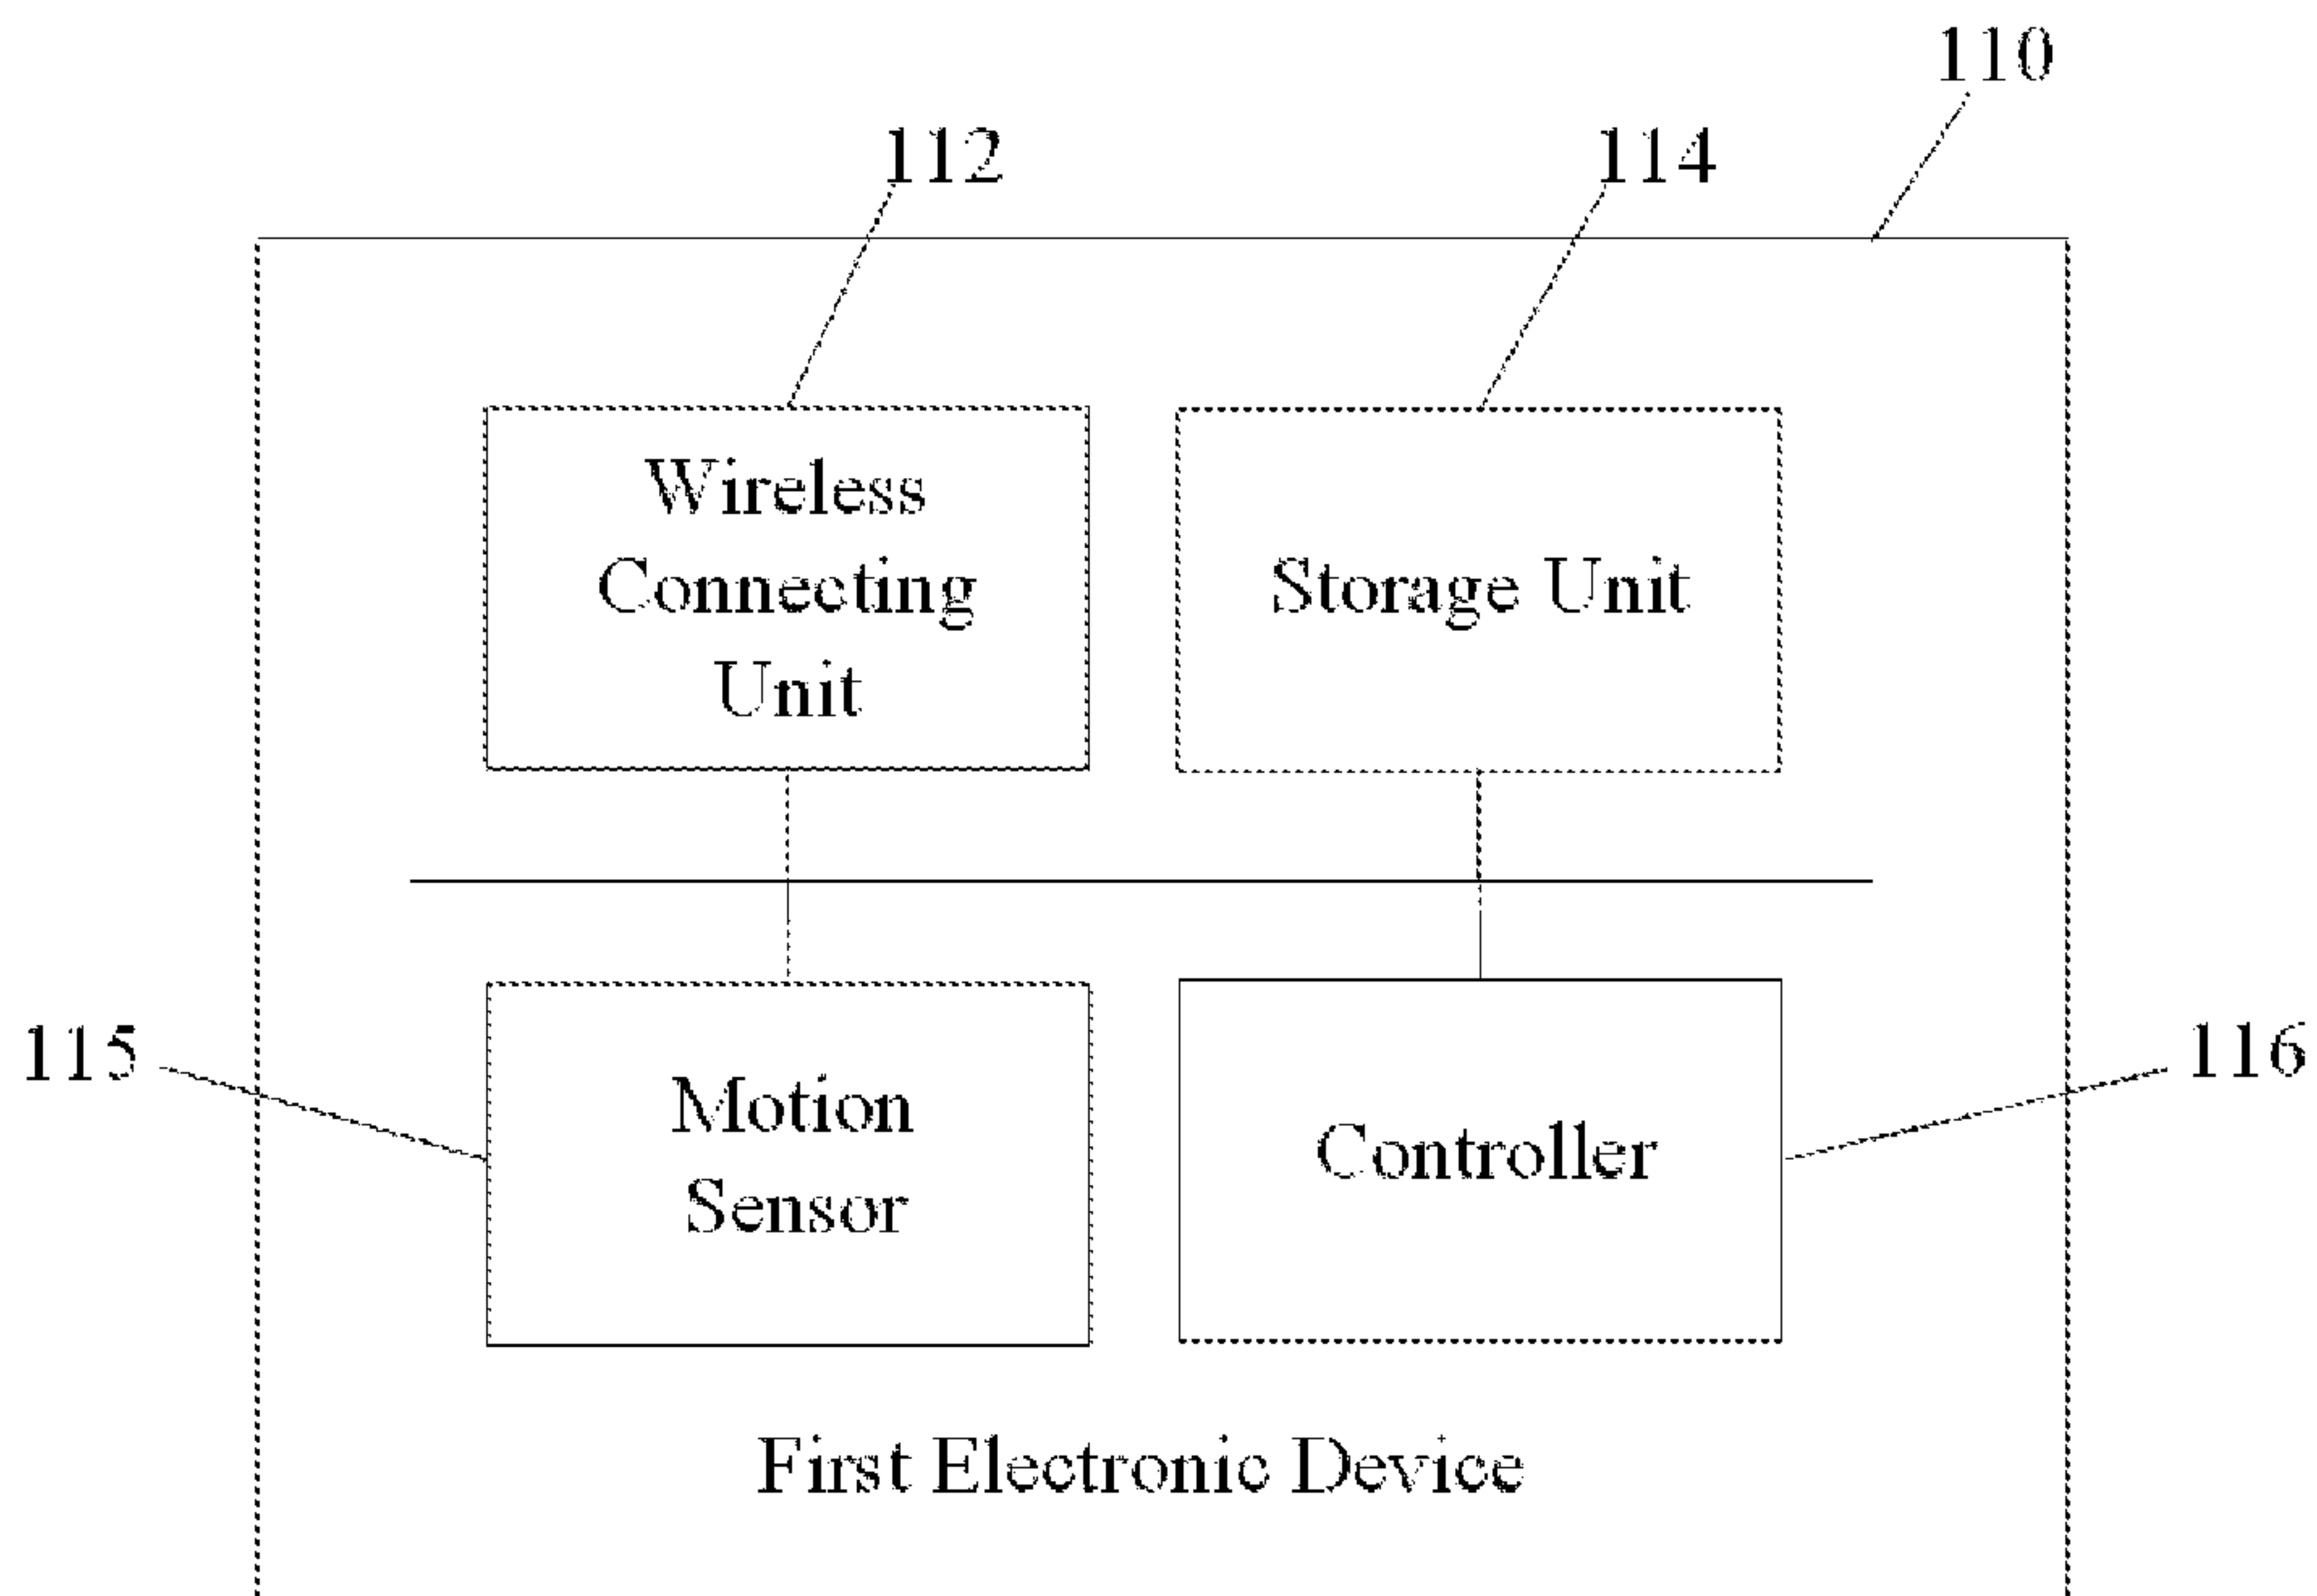 110
112
114
Wireless
Connecting
Unit
Storage Unit
115
116
Motion
Sensor
Controller
First Electronic Device